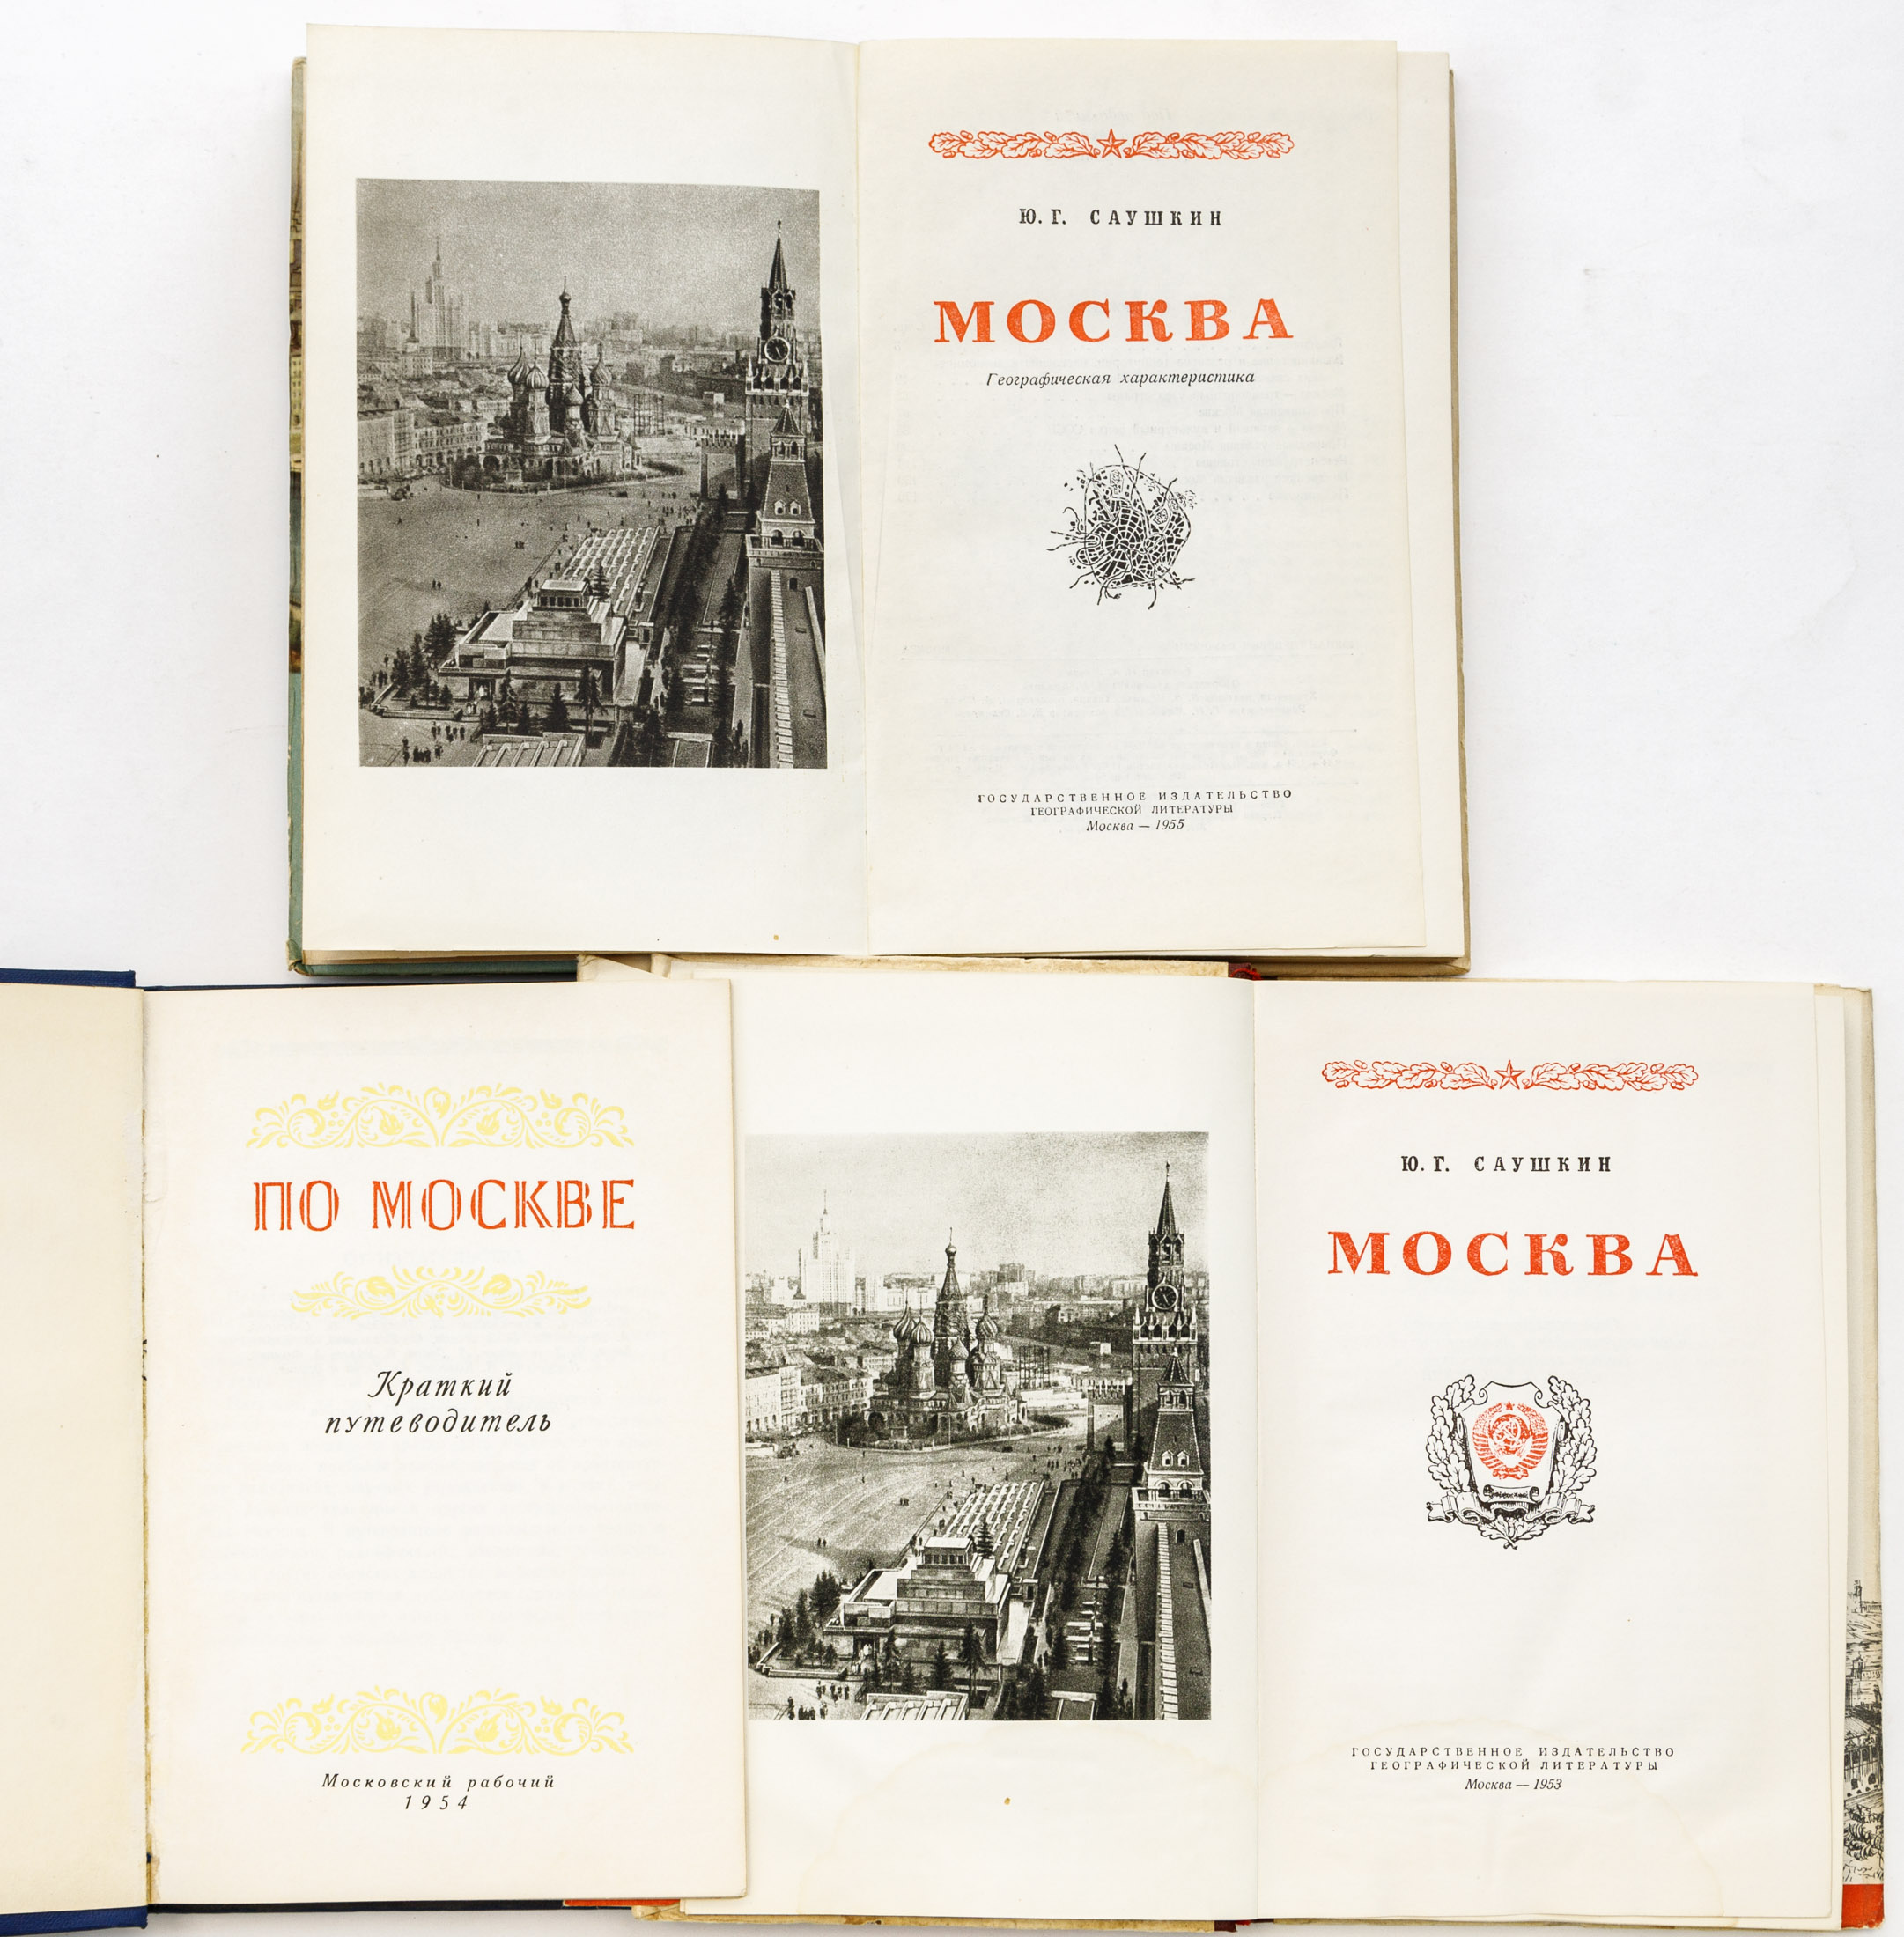 Ю. Г. САУШКИН
МОСКВА
Географическая характеристика
ГОСУДАРСТВЕННОЕ ИЗДАТЕЛЬСТВО
ГЕОГРАФИЧЕСКОЙ ЛИТЕРАТУРЫ
Москва — 1955
ПО МОСКВЕ
Краткий
путеводитель
Московский рабочий
1954
Ю. Г. САУШКИН
МОСКВА
ГОСУДАРСТВЕННОЕ ИЗДАТЕЛЬСТВО
ГЕОГРАФИЧЕСКОЙ ЛИТЕРАТУРЫ
Москва — 1953